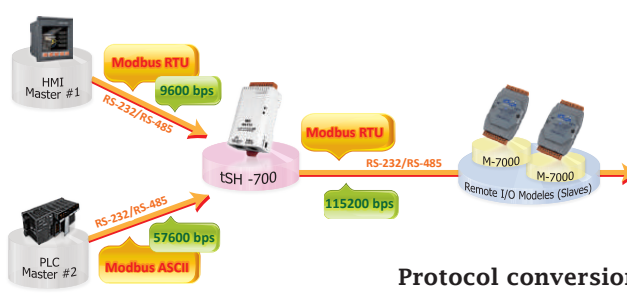 HMI
Master #1
Modbus RTU
9600 bps
RS-232/RS-485
tSH -700
PLC
Master #2
RS-232/RS-485
57600 bps
Modbus ASCII
Modbus RTU
RS-232/RS-485
115200 bps
M-7000
M-7000
Remote I/O Modeles (Slaves)
Protocol conversion